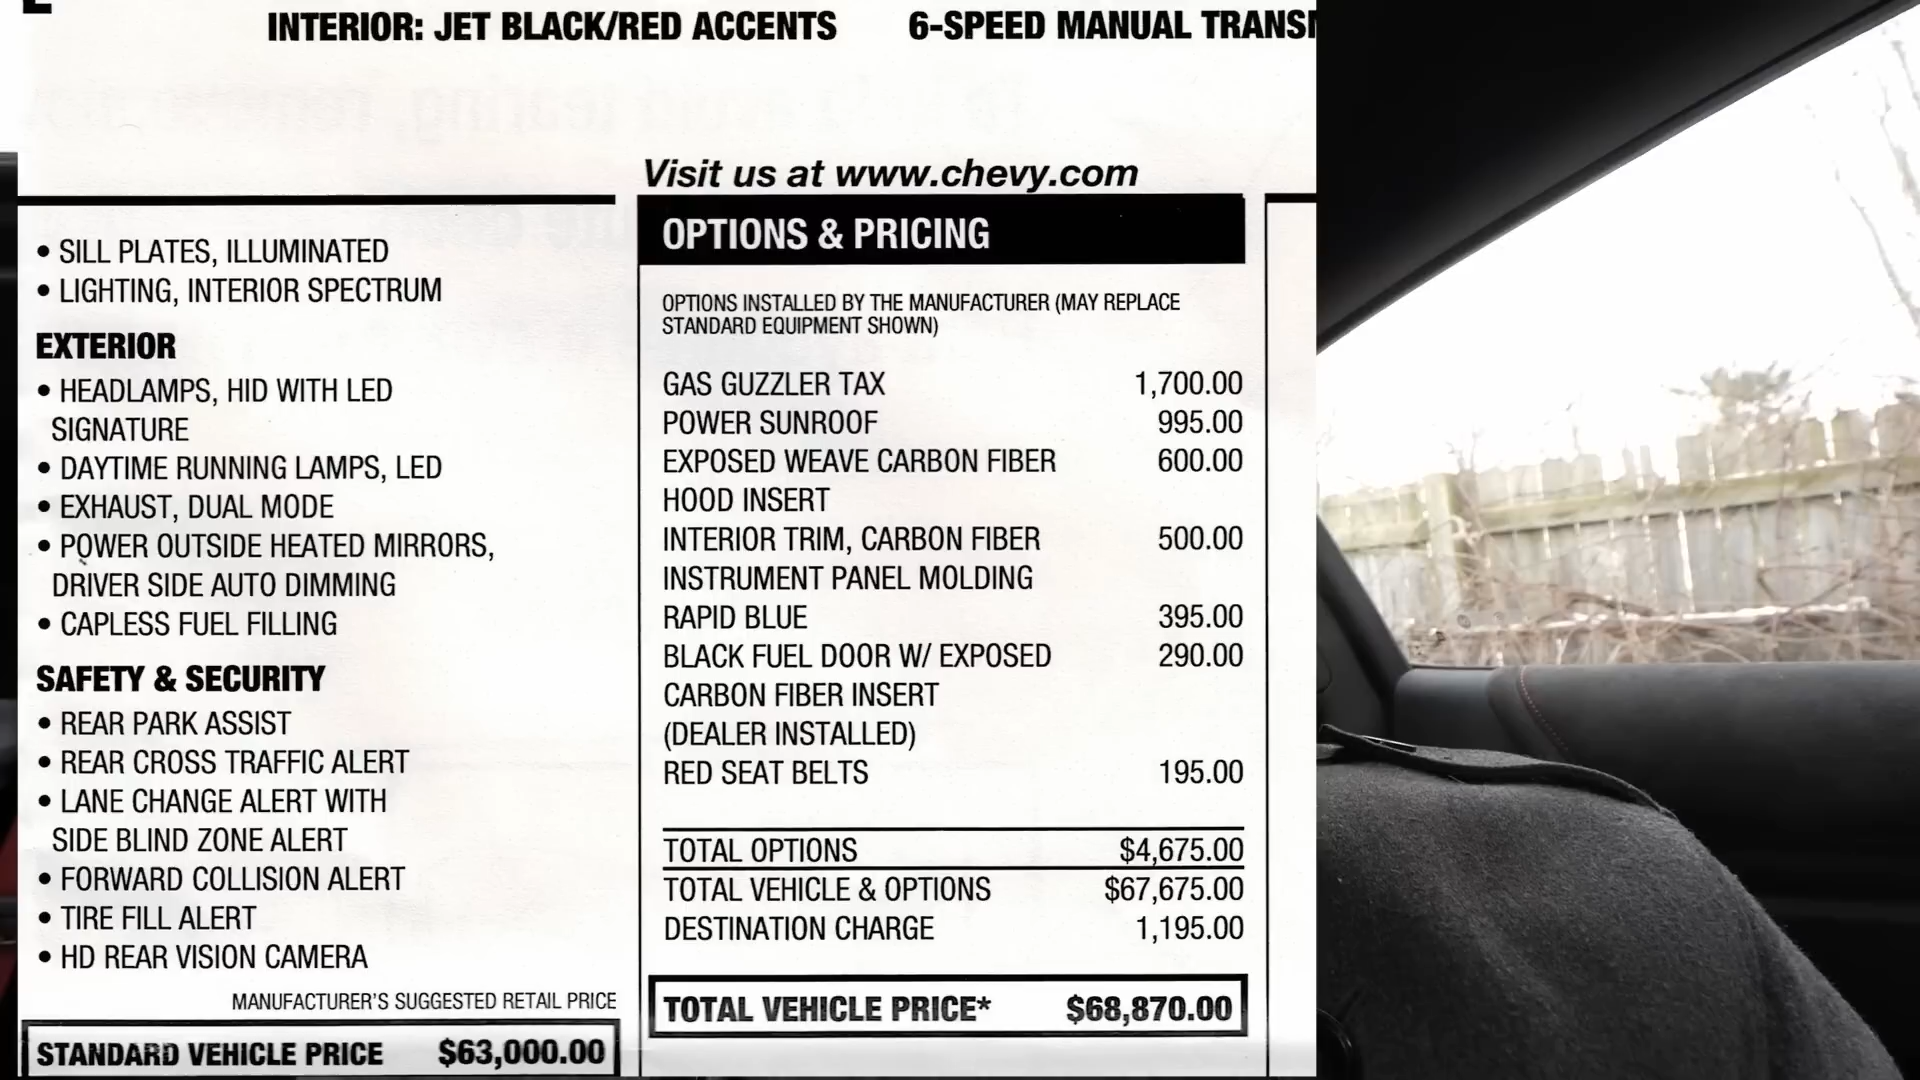 INTERIOR: JET BLACK/RED ACCENTS
6-SPEED MANUAL
Visit us at www.chevy.com
• SILL PLATES, ILLUMINATED
• LIGHTING, INTERIOR SPECTRUM
EXTERIOR
• HEADLAMPS, HID WITH LED
SIGNATURE
• DAYTIME RUNNING LAMPS, LED
• EXHAUST, DUAL MODE
• POWER OUTSIDE HEATED MIRRORS,
DRIVER SIDE AUTO DIMMING
• CAPLESS FUEL FILLING
SAFETY & SECURITY
• REAR PARK ASSIST
• REAR CROSS TRAFFIC ALERT
• LANE CHANGE ALERT WITH
SIDE BLIND ZONE ALERT
• FORWARD COLLISION ALERT
• TIRE FILL ALERT
• HD REAR VISION CAMERA
MANUFACTURER'S SUGGESTED RETAIL PRICE
STANDARD VEHICLE PRICE $63,000.00
OPTIONS & PRICING
OPTIONS INSTALLED BY THE MANUFACTURER (MAY REPLACE
STANDARD EQUIPMENT SHOWN)
GAS GUZZLER TAX 1,700.00
POWER SUNROOF 995.00
EXPOSED WEAVE CARBON FIBER 600.00
HOOD INSERT
INTERIOR TRIM, CARBON FIBER 500.00
INSTRUMENT PANEL MOLDING
RAPID BLUE 395.00
BLACK FUEL DOOR W/ EXPOSED 290.00
CARBON FIBER INSERT
(DEALER INSTALLED)
RED SEAT BELTS 195.00
TOTAL OPTIONS $4,675.00
TOTAL VEHICLE & OPTIONS $67,675.00
DESTINATION CHARGE 1,195.00
TOTAL VEHICLE PRICE* $68,870.00